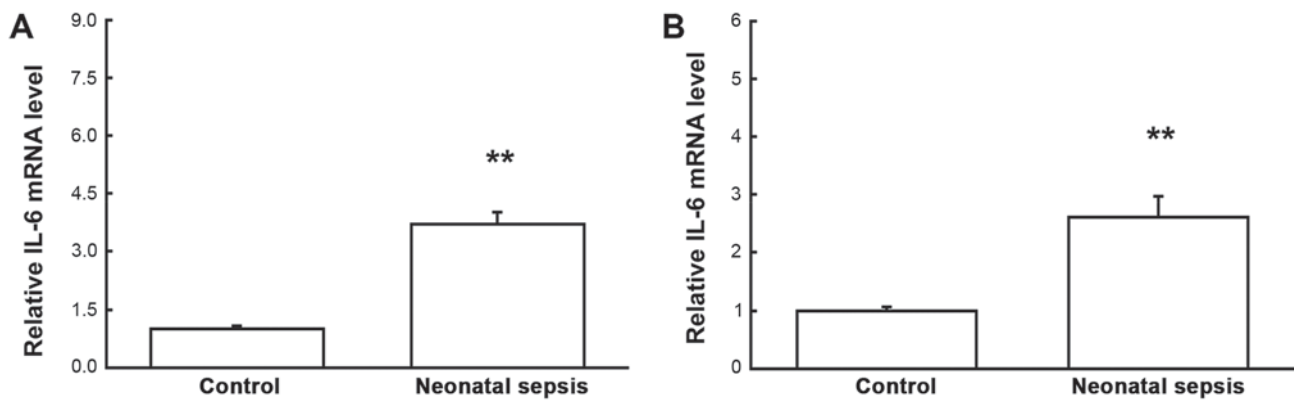 A
Relative IL-6 mRNA level
9.0
7.5
6.0
4.5
3.0
1.5
0.0
**
Control
Neonatal sepsis
B
Relative IL-6 mRNA level
6
5
4
3
2
1
0
**
Control
Neonatal sepsis